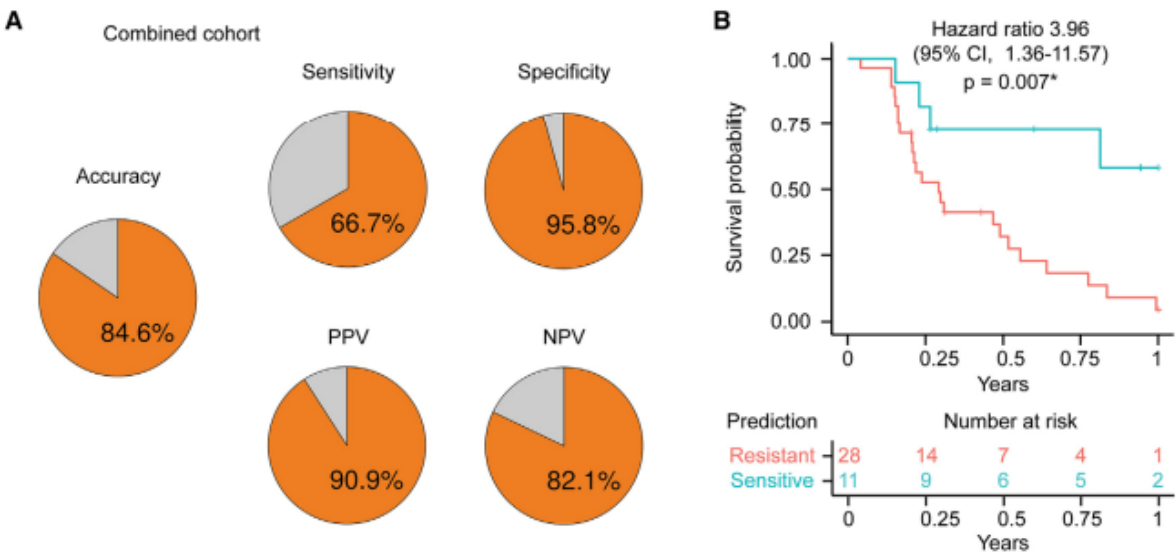 A
Combined cohort
Sensitivity
Specificity
Accuracy
66.7%
95.8%
84.6%
PPV
NPV
90.9%
82.1%
B
Hazard ratio 3.96
(95% CI, 1.36-11.57)
p = 0.007*
Survival probability
1.00
0.75
0.50
0.25
0.00
0 0.25 0.5 0.75 1
Years
Prediction Number at risk
Resistant 28 14 7 4 1
Sensitive 11 9 6 5 2
0 0.25 0.5 0.75 1
Years